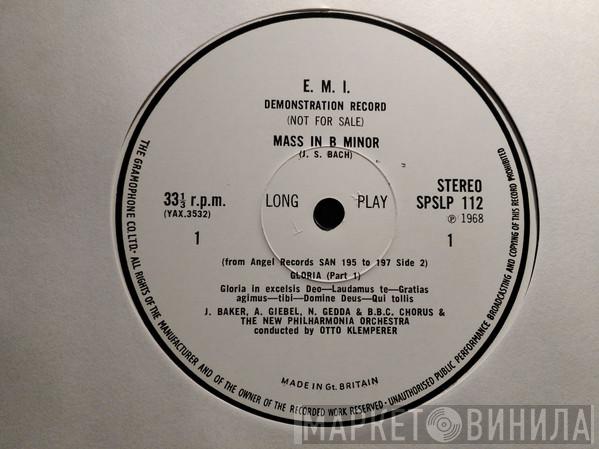 E. M. I.
DEMONSTRATION RECORD
(NOT FOR SALE)
MASS IN B MINOR
(J. S. BACH)
33⅓ r.p.m.
(YAX.3532)
1
LONG PLAY
STEREO
SPSLP 112
℗ 1968
1
(from Angel Records SAN 195 to 197 Side 2)
GLORIA (Part 1)
Gloria in excelsis Deo—Laudamus te—Gratias
agimus—tibi—Domine Deus—Qui tollis
J. BAKER, A. GIEBEL, N. GEDDA & B.B.C. CHORUS &
THE NEW PHILHARMONIA ORCHESTRA
conducted by OTTO KLEMPERER
MADE IN Gt. BRITAIN
THE GRAMOPHONE CO. LTD. · ALL RIGHTS OF THE MANUFACTURER AND OF THE OWNER OF THE RECORDED WORK RESERVED · UNAUTHORISED PUBLIC PERFORMANCE BROADCASTING AND COPYING OF THIS RECORD PROHIBITED
МАРКЕТОВИНИЛА